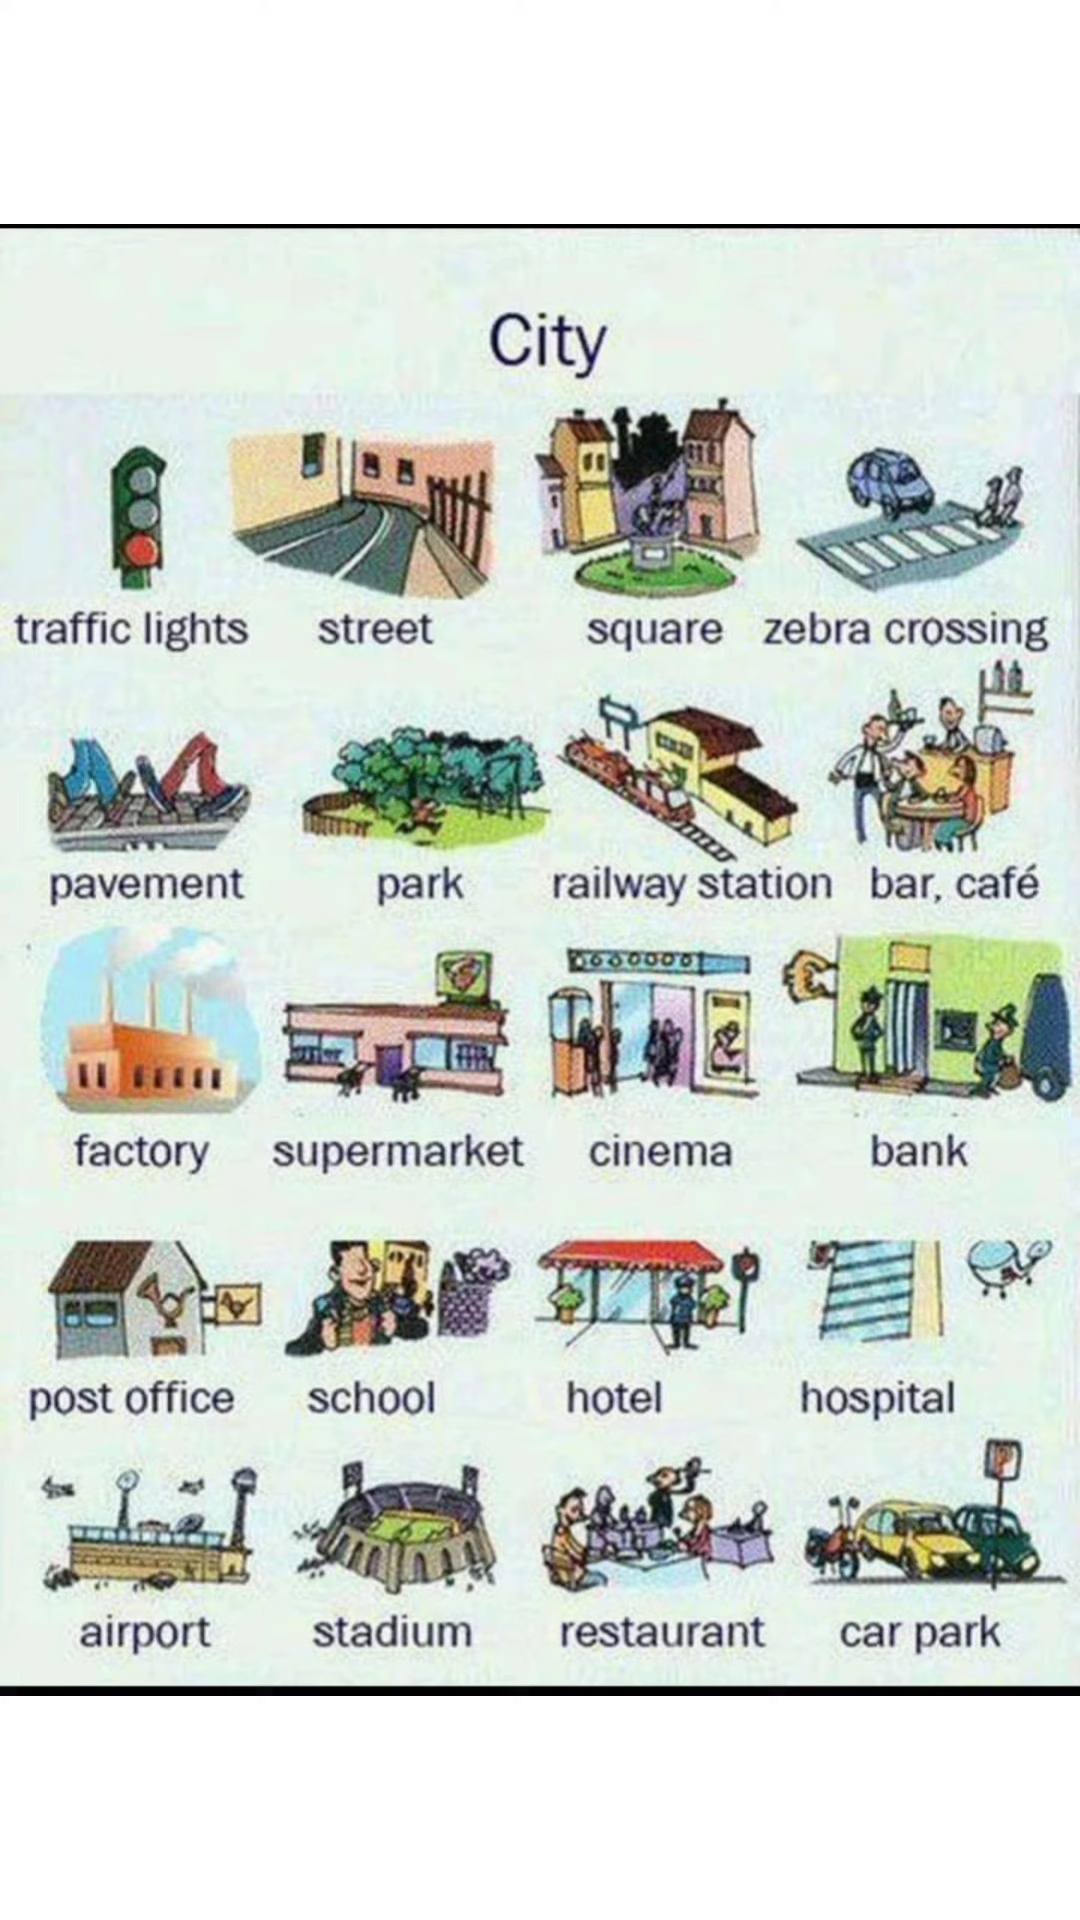 City
traffic lights street square zebra crossing
pavement park railway station bar, café
factory supermarket cinema bank
post office school hotel hospital
airport stadium restaurant car park